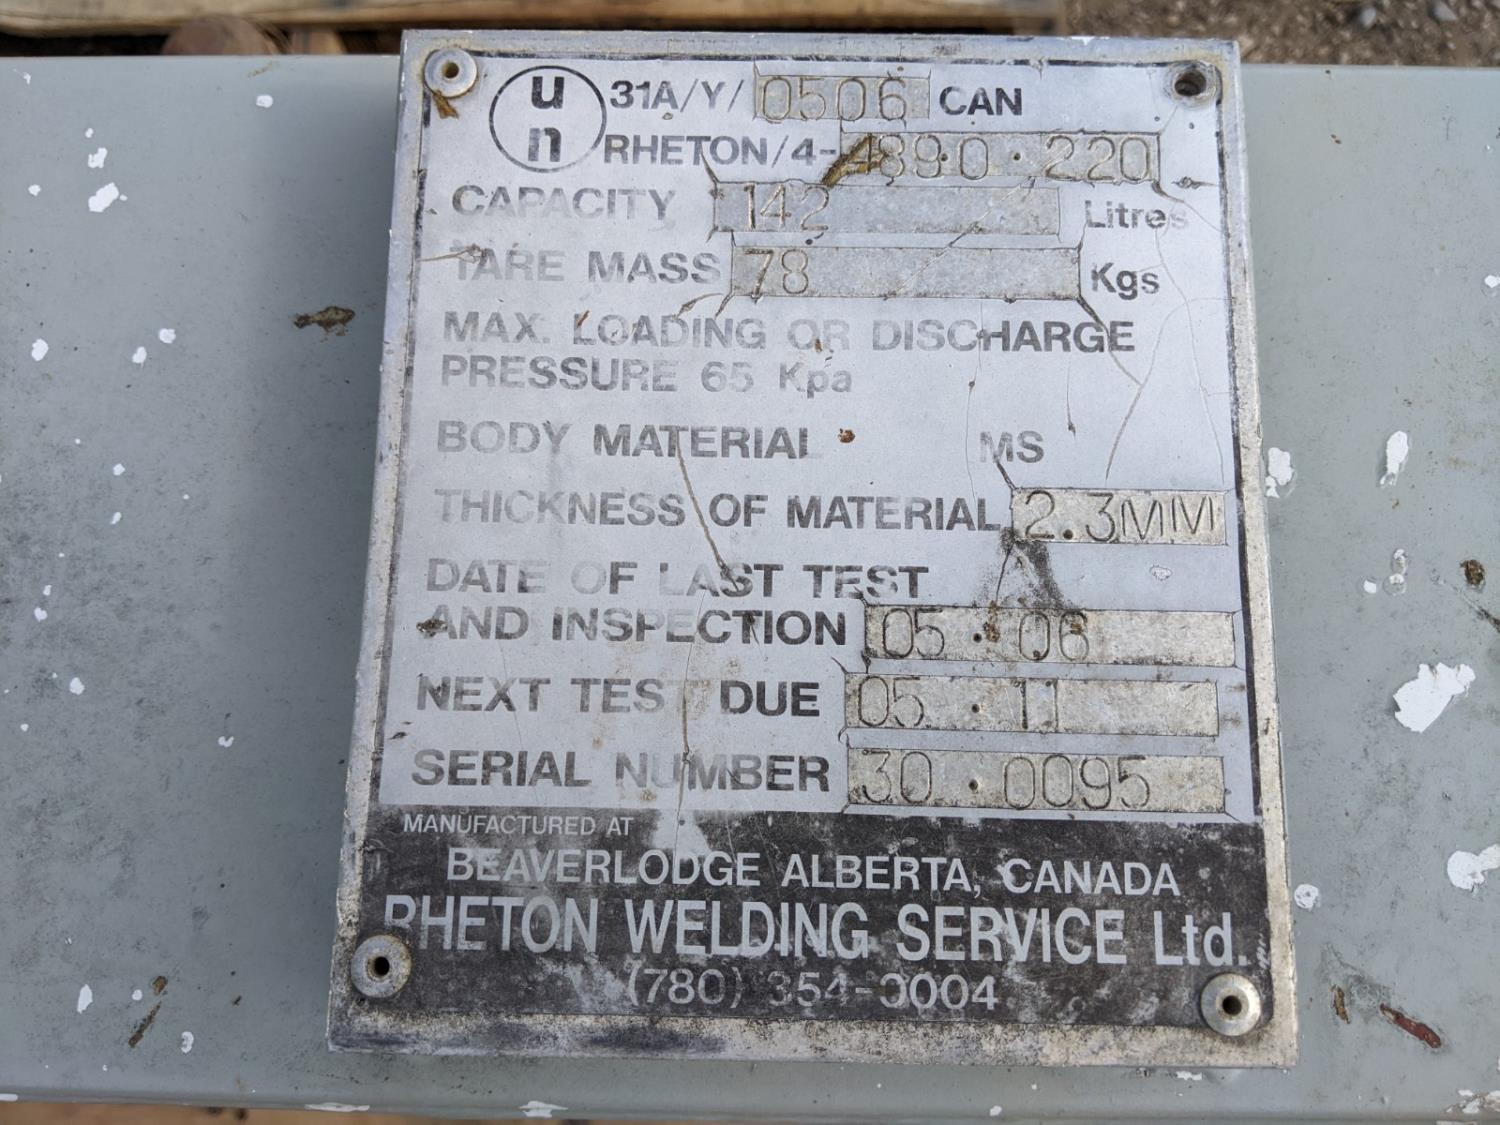 un 31A/Y/ 0506 CAN
RHETON/4-4890.220
CAPACITY 142 Litres
TARE MASS 78 Kgs
MAX. LOADING OR DISCHARGE
PRESSURE 65 Kpa
BODY MATERIAL MS
THICKNESS OF MATERIAL 2.3MM
DATE OF LAST TEST
AND INSPECTION 05.06
NEXT TEST DUE 05.11
SERIAL NUMBER 30.0095
MANUFACTURED AT
BEAVERLODGE ALBERTA, CANADA
RHETON WELDING SERVICE Ltd.
(780) 354-0004